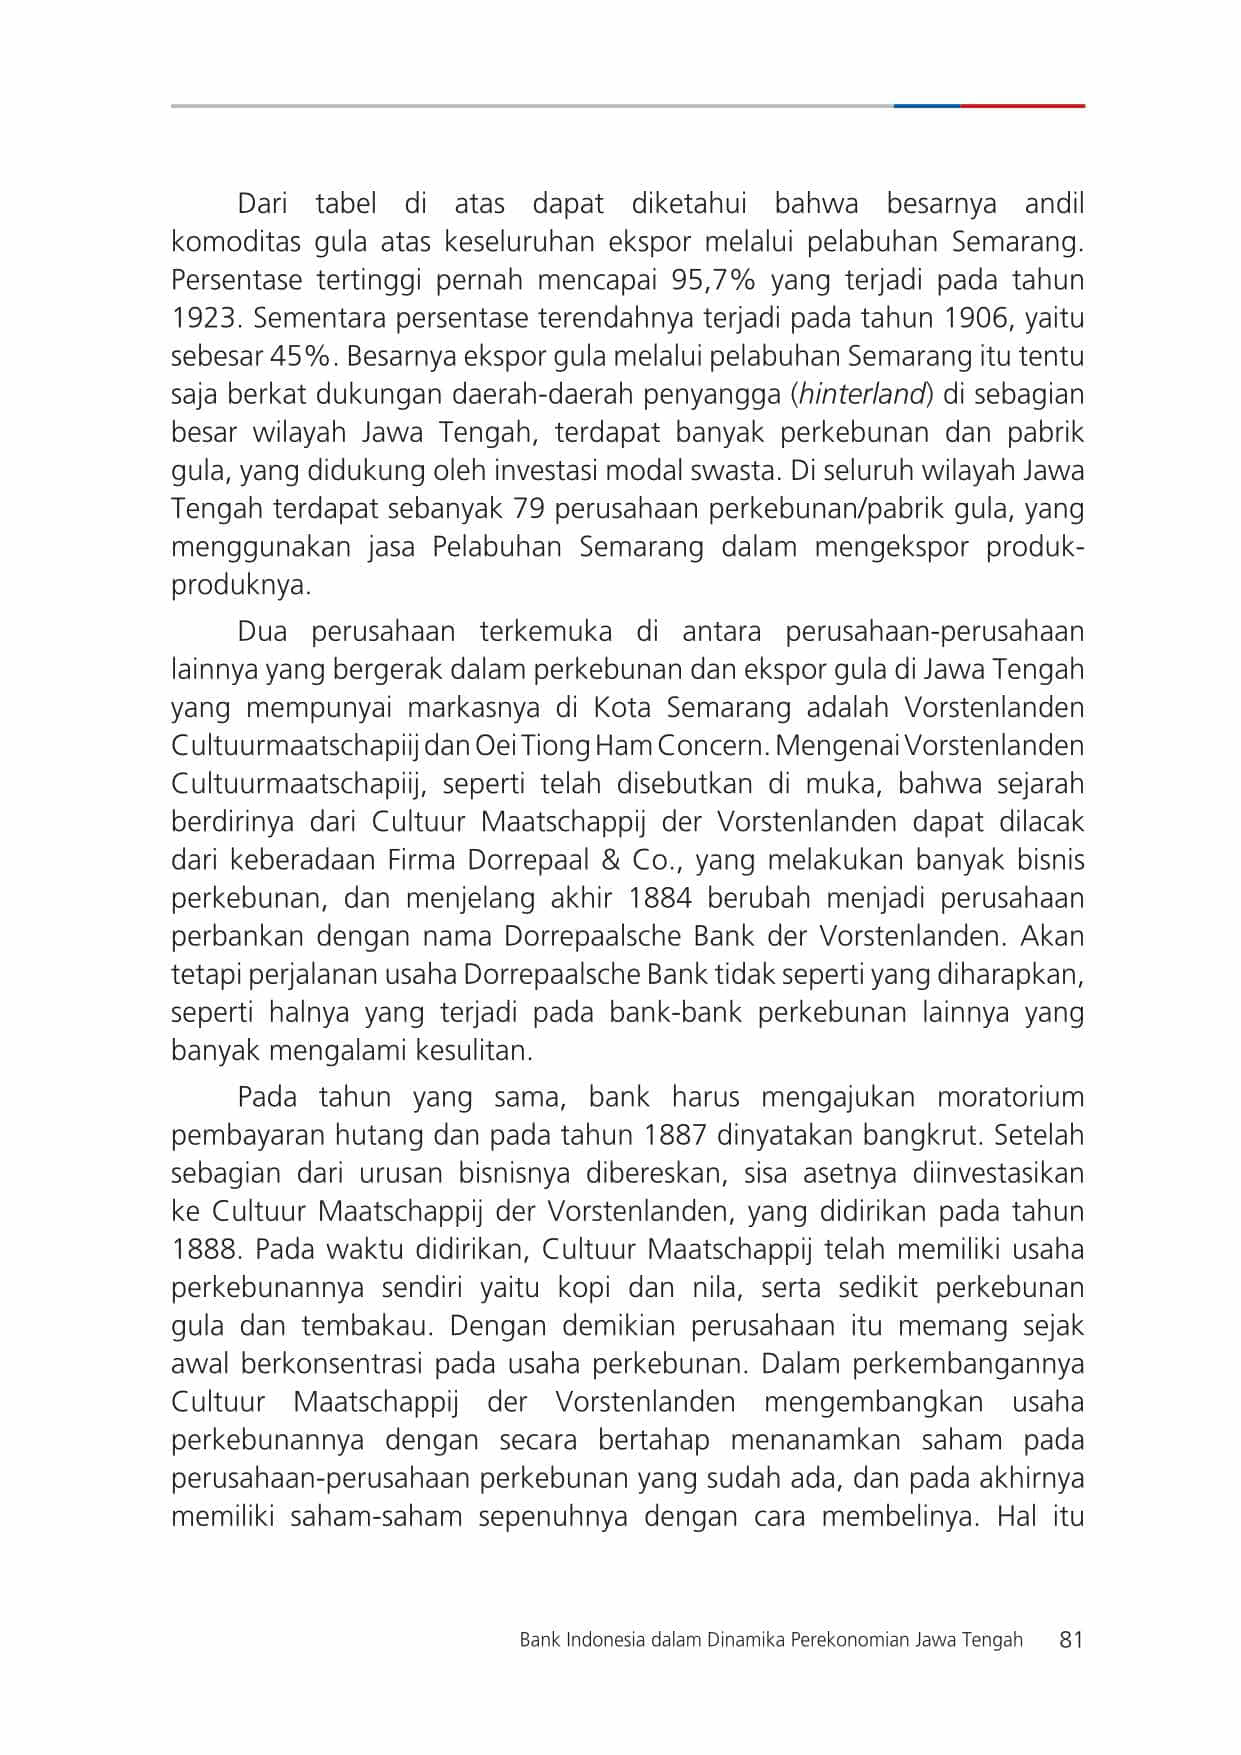 Dari tabel di atas dapat diketahui bahwa besarnya andil
komoditas gula atas keseluruhan ekspor melalui pelabuhan Semarang.
Persentase tertinggi pernah mencapai 95,7% yang terjadi pada tahun
1923. Sementara persentase terendahnya terjadi pada tahun 1906, yaitu
sebesar 45%. Besarnya ekspor gula melalui pelabuhan Semarang itu tentu
saja berkat dukungan daerah-daerah penyangga (hinterland) di sebagian
besar wilayah Jawa Tengah, terdapat banyak perkebunan dan pabrik
gula, yang didukung oleh investasi modal swasta. Di seluruh wilayah Jawa
Tengah terdapat sebanyak 79 perusahaan perkebunan/pabrik gula, yang
menggunakan jasa Pelabuhan Semarang dalam mengekspor produk-
produknya.
Dua perusahaan terkemuka di antara perusahaan-perusahaan
lainnya yang bergerak dalam perkebunan dan ekspor gula di Jawa Tengah
yang mempunyai markasnya di Kota Semarang adalah Vorstenlanden
Cultuurmaatschapiij dan Oei Tiong Ham Concern. Mengenai Vorstenlanden
Cultuurmaatschapiij, seperti telah disebutkan di muka, bahwa sejarah
berdirinya dari Cultuur Maatschappij der Vorstenlanden dapat dilacak
dari keberadaan Firma Dorrepaal & Co., yang melakukan banyak bisnis
perkebunan, dan menjelang akhir 1884 berubah menjadi perusahaan
perbankan dengan nama Dorrepaalsche Bank der Vorstenlanden. Akan
tetapi perjalanan usaha Dorrepaalsche Bank tidak seperti yang diharapkan,
seperti halnya yang terjadi pada bank-bank perkebunan lainnya yang
banyak mengalami kesulitan.
Pada tahun yang sama, bank harus mengajukan moratorium
pembayaran hutang dan pada tahun 1887 dinyatakan bangkrut. Setelah
sebagian dari urusan bisnisnya dibereskan, sisa asetnya diinvestasikan
ke Cultuur Maatschappij der Vorstenlanden, yang didirikan pada tahun
1888. Pada waktu didirikan, Cultuur Maatschappij telah memiliki usaha
perkebunannya sendiri yaitu kopi dan nila, serta sedikit perkebunan
gula dan tembakau. Dengan demikian perusahaan itu memang sejak
awal berkonsentrasi pada usaha perkebunan. Dalam perkembangannya
Cultuur Maatschappij der Vorstenlanden mengembangkan usaha
perkebunannya dengan secara bertahap menanamkan saham pada
perusahaan-perusahaan perkebunan yang sudah ada, dan pada akhirnya
memiliki saham-saham sepenuhnya dengan cara membelinya. Hal itu
Bank Indonesia dalam Dinamika Perekonomian Jawa Tengah 81